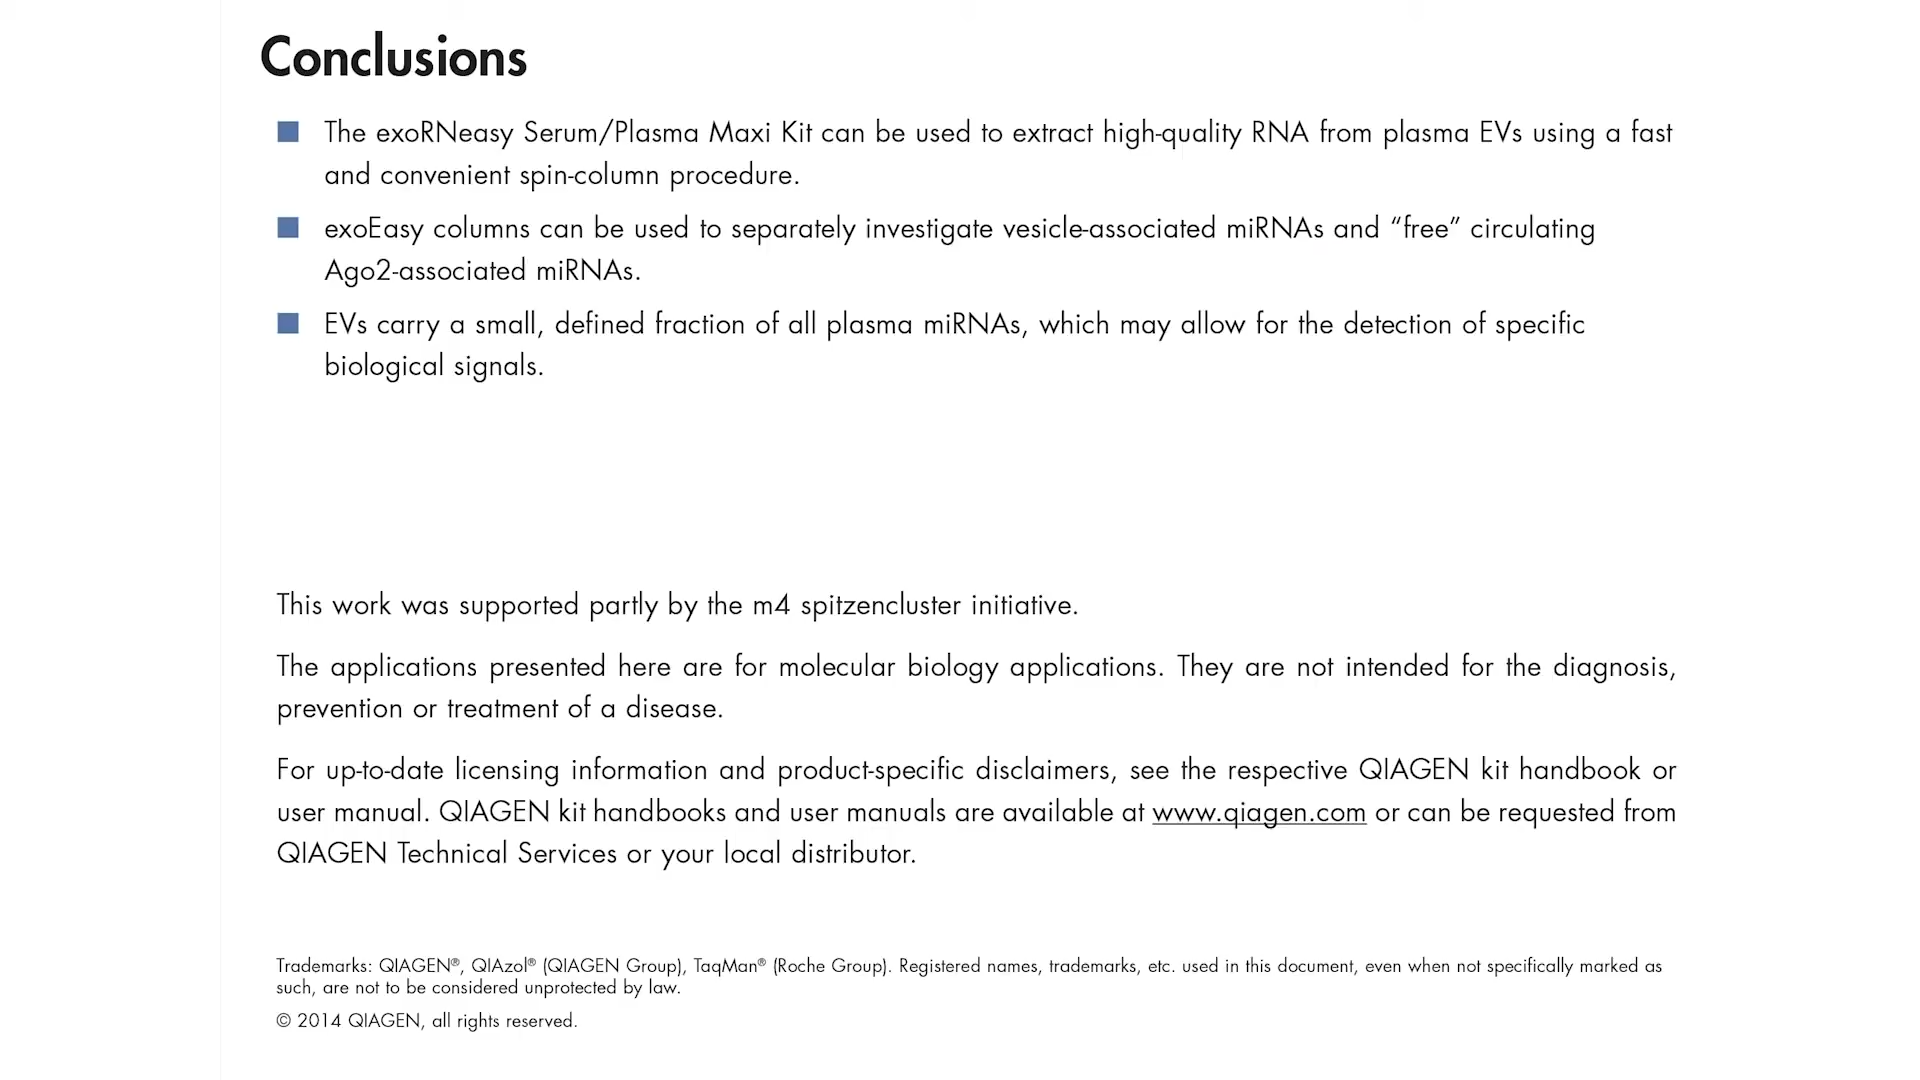 Conclusions
The exoRNeasy Serum/Plasma Maxi Kit can be used to extract high-quality RNA from plasma EVs using a fast
and convenient spin-column procedure.
exoEasy columns can be used to separately investigate vesicle-associated miRNAs and “free” circulating
Ago2-associated miRNAs.
EVs carry a small, defined fraction of all plasma miRNAs, which may allow for the detection of specific
biological signals.
This work was supported partly by the m4 spitzencluster initiative.
The applications presented here are for molecular biology applications. They are not intended for the diagnosis,
prevention or treatment of a disease.
For up-to-date licensing information and product-specific disclaimers, see the respective QIAGEN kit handbook or
user manual. QIAGEN kit handbooks and user manuals are available at www.qiagen.com or can be requested from
QIAGEN Technical Services or your local distributor.
Trademarks: QIAGEN®, QIAzol® (QIAGEN Group), TaqMan® (Roche Group). Registered names, trademarks, etc. used in this document, even when not specifically marked as
such, are not to be considered unprotected by law.
© 2014 QIAGEN, all rights reserved.